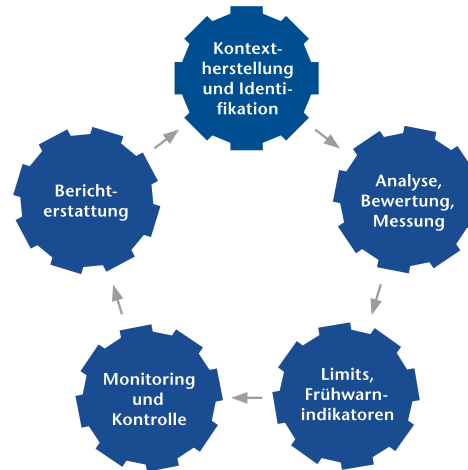 Kontext-
herstellung
und Identi-
fikation
Analyse,
Bewertung,
Messung
Limits,
Frühwarn-
indikatoren
Monitoring
und
Kontrolle
Bericht-
erstattung